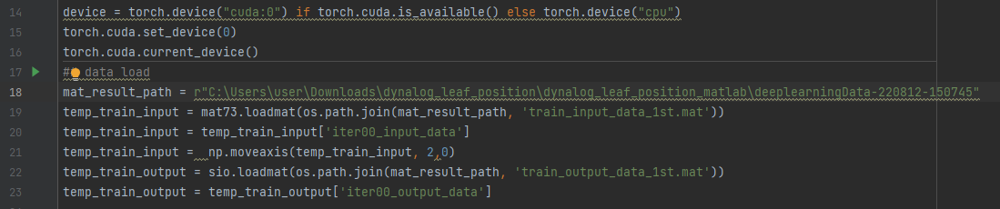 14 device = torch.device("cuda:0") if torch.cuda.is_available() else torch.device("cpu")
15 torch.cuda.set_device(0)
16 torch.cuda.current_device()
17 # data load
18 mat_result_path = r"C:\Users\user\Downloads\dynalog_leaf_position\dynalog_leaf_position_matlab\deeplearningData-220812-150745"
19 temp_train_input = mat73.loadmat(os.path.join(mat_result_path, 'train_input_data_1st.mat'))
20 temp_train_input = temp_train_input['iter00_input_data']
21 temp_train_input =  np.moveaxis(temp_train_input, 2,0)
22 temp_train_output = sio.loadmat(os.path.join(mat_result_path, 'train_output_data_1st.mat'))
23 temp_train_output = temp_train_output['iter00_output_data']